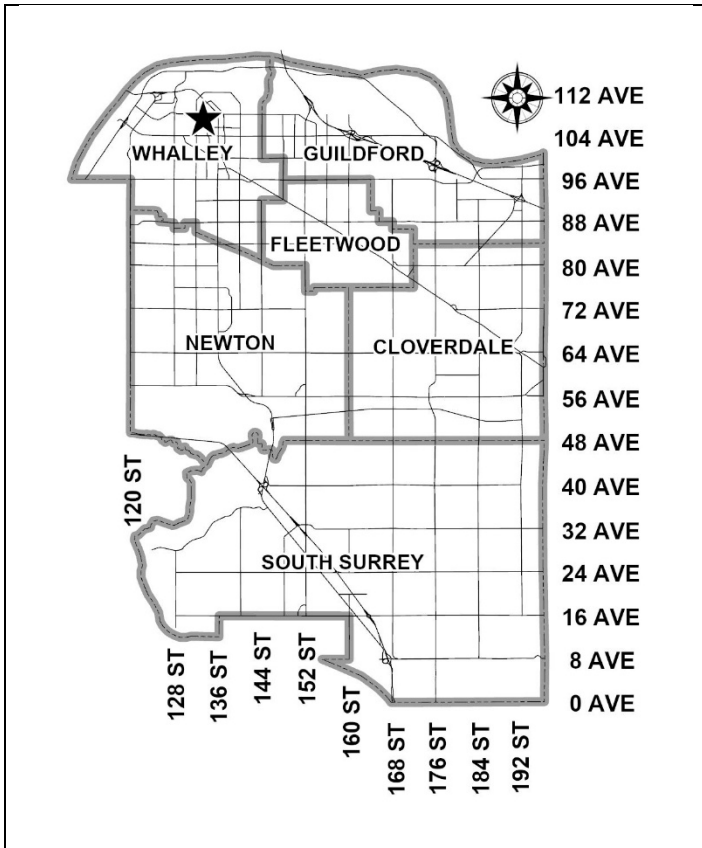 112 AVE
104 AVE
WHALLEY
GUILDFORD
96 AVE
88 AVE
FLEETWOOD
80 AVE
72 AVE
NEWTON
CLOVERDALE
64 AVE
56 AVE
48 AVE
120 ST
40 AVE
32 AVE
SOUTH SURREY
24 AVE
16 AVE
128 ST
136 ST
144 ST
152 ST
160 ST
8 AVE
0 AVE
168 ST
176 ST
184 ST
192 ST